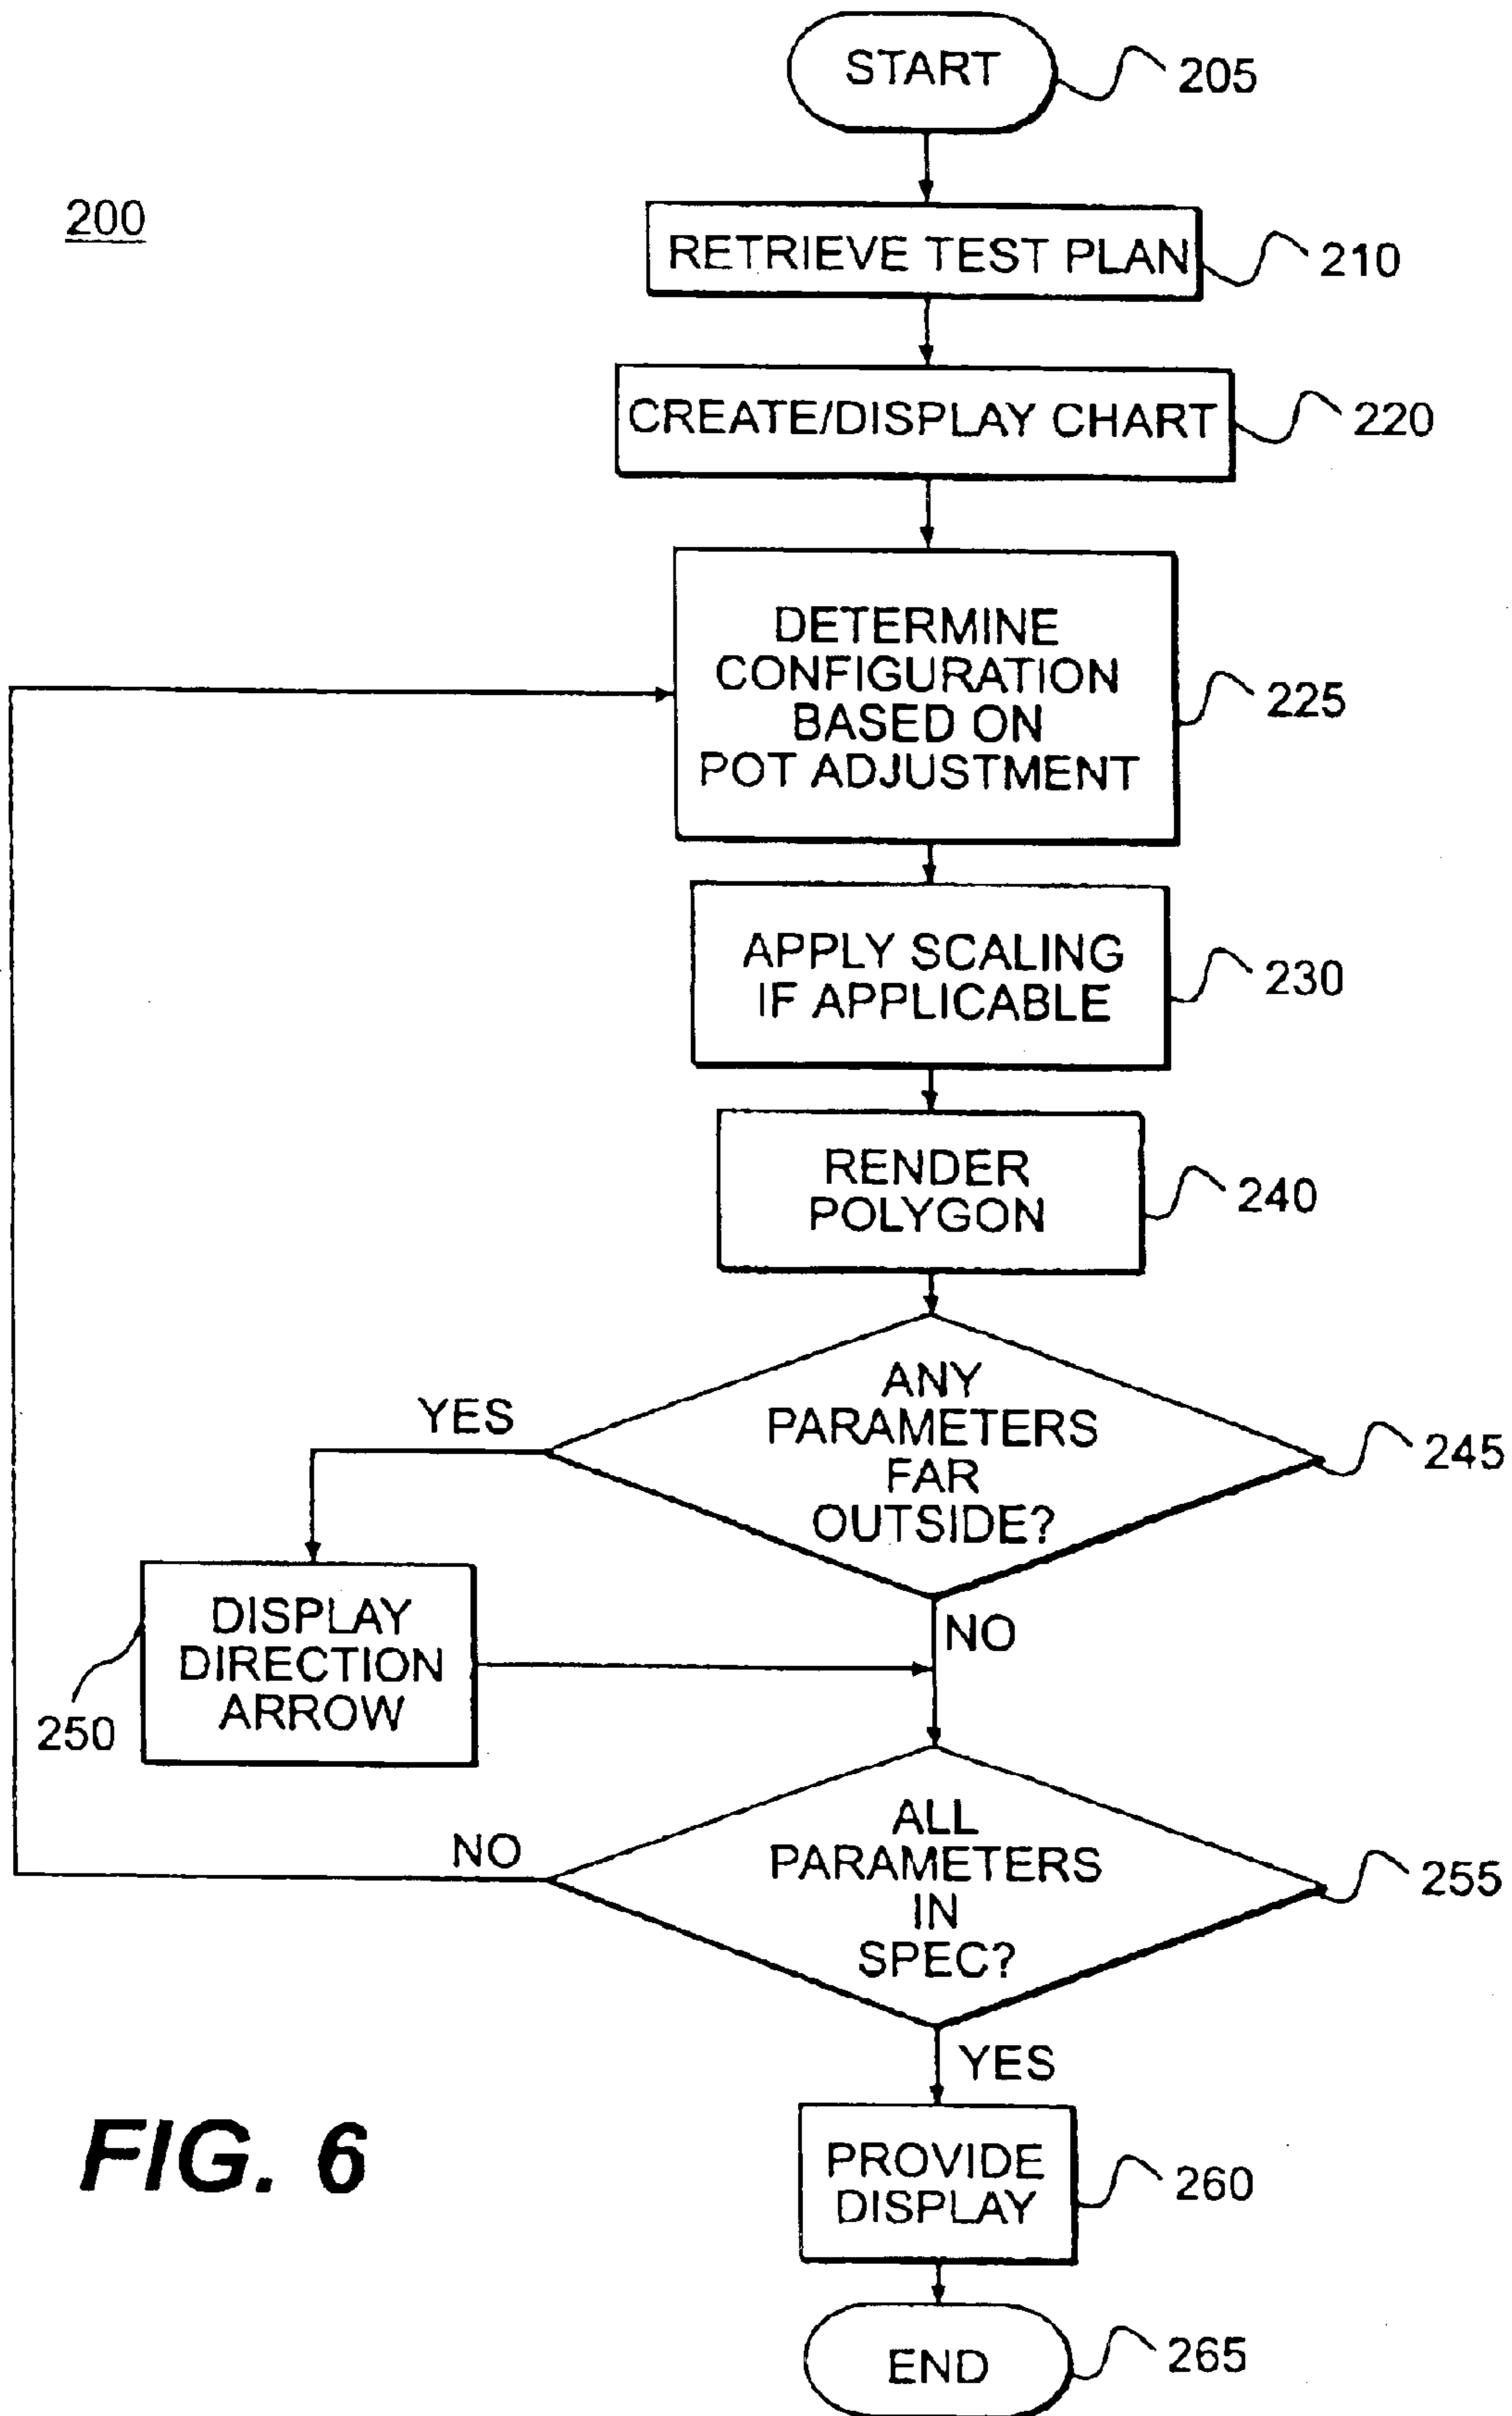 START
205
200
RETRIEVE TEST PLAN
210
CREATE/DISPLAY CHART
220
DETERMINE
CONFIGURATION
BASED ON
POT ADJUSTMENT
225
APPLY SCALING
IF APPLICABLE
230
RENDER
POLYGON
240
ANY
PARAMETERS
FAR
OUTSIDE?
245
YES
NO
DISPLAY
DIRECTION
ARROW
250
ALL
PARAMETERS
IN
SPEC?
255
NO
YES
PROVIDE
DISPLAY
260
FIG. 6
END
265